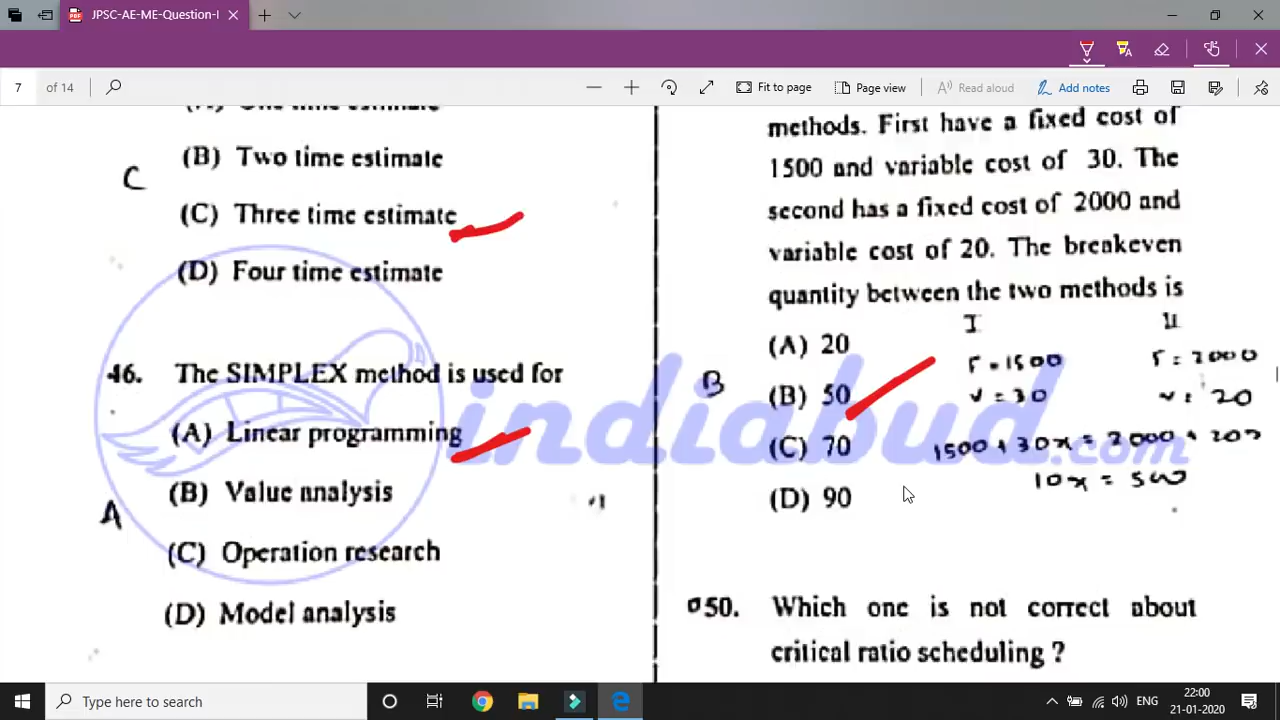 JPSC-AE-ME-Question-I
7 of 14
Fit to page
Page view
Read aloud
Add notes
(A) One time estimate
(B) Two time estimate
C
(C) Three time estimate
(D) Four time estimate
46. The SIMPLEX method is used for
(A) Linear programming
(B) Value analysis
A
(C) Operation research
(D) Model analysis
methods. First have a fixed cost of
1500 and variable cost of 30. The
second has a fixed cost of 2000 and
variable cost of 20. The breakeven
quantity between the two methods is
(A) 20
B
(B) 50
(C) 70
(D) 90
I II
F = 1500 F = 2000
V = 30 V = 20
1500 + 30x = 2000 + 20x
10x = 500
50. Which one is not correct about
critical ratio scheduling ?
indiabud
.com
Type here to search
ENG
22:00
21-01-2020